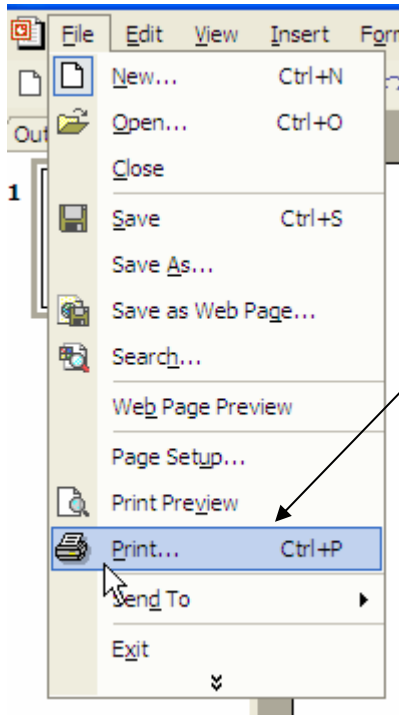 File Edit View Insert Form
New... Ctrl+N
Out
Open... Ctrl+O
Close
1
Save Ctrl+S
Save As...
Save as Web Page...
Search...
Web Page Preview
Page Setup...
Print Preview
Print... Ctrl+P
Send To
Exit